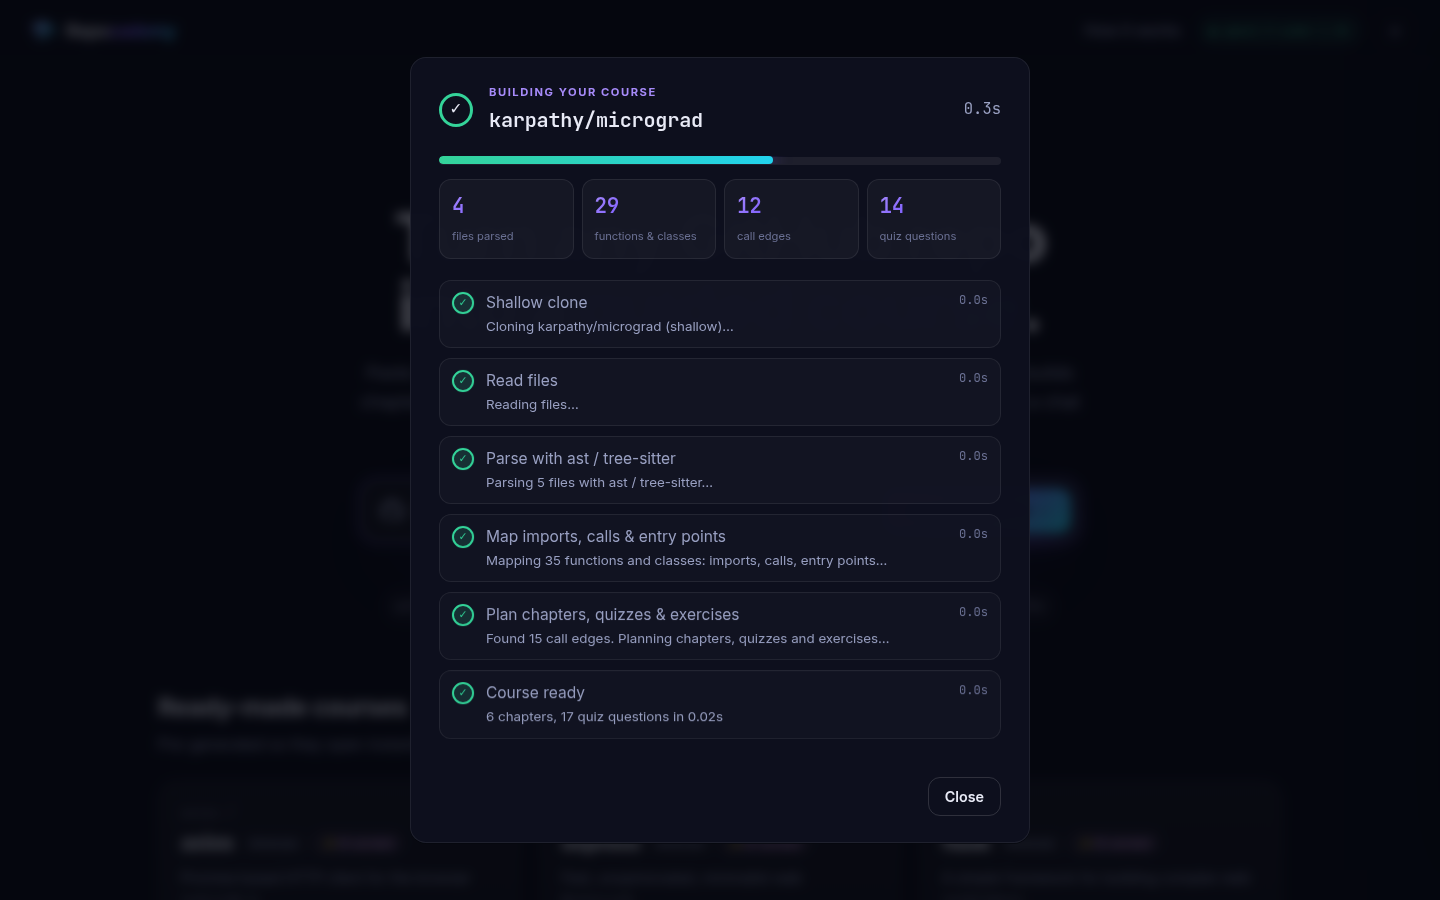 BUILDING YOUR COURSE
karpathy/micrograd
0.3s
4
files parsed
29
functions & classes
12
call edges
14
quiz questions
Shallow clone
0.0s
Cloning karpathy/micrograd (shallow)...
Read files
0.0s
Reading files...
Parse with ast / tree-sitter
0.0s
Parsing 5 files with ast / tree-sitter...
Map imports, calls & entry points
0.0s
Mapping 35 functions and classes: imports, calls, entry points...
Plan chapters, quizzes & exercises
0.0s
Found 15 call edges. Planning chapters, quizzes and exercises...
Course ready
0.0s
6 chapters, 17 quiz questions in 0.02s
Close
Ready-made courses